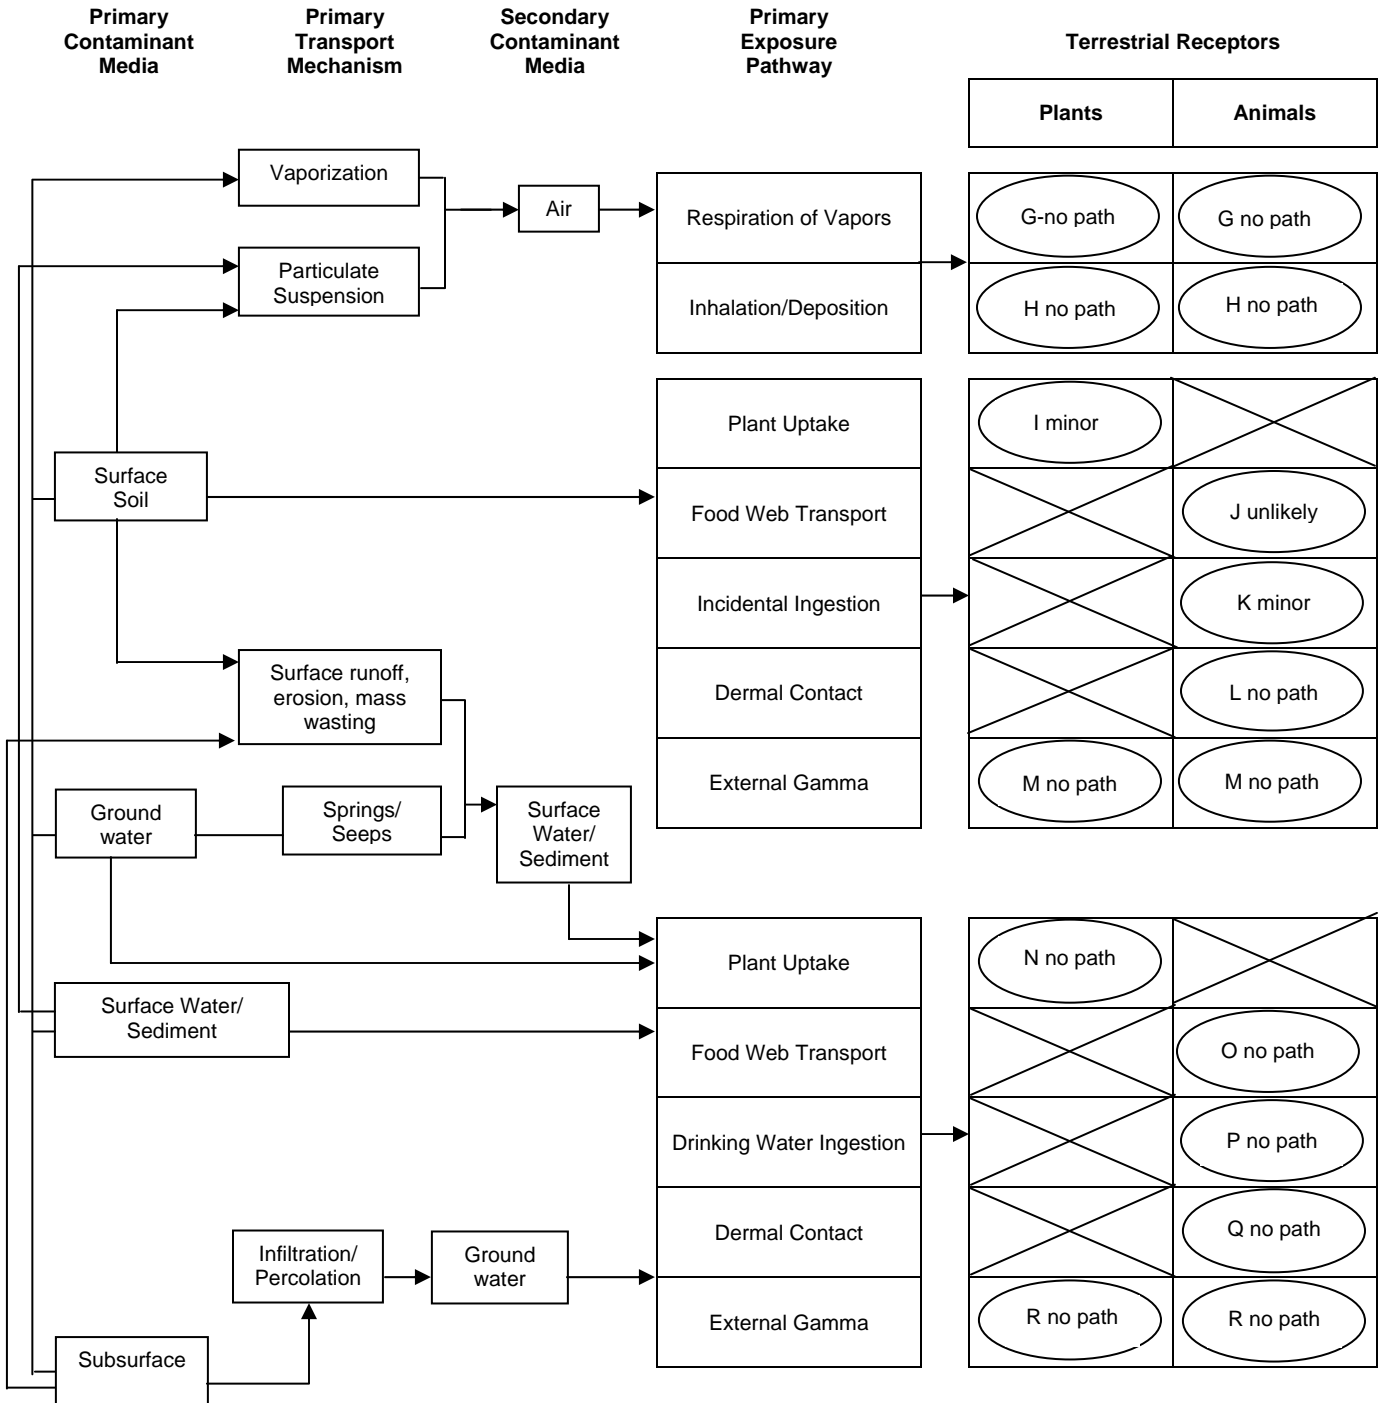 Primary
Contaminant
Media
Primary
Transport
Mechanism
Secondary
Contaminant
Media
Primary
Exposure
Pathway
Terrestrial Receptors
Plants
Animals
Vaporization
Particulate
Suspension
Air
Respiration of Vapors
G-no path
G no path
Inhalation/Deposition
H no path
H no path
Surface
Soil
Plant Uptake
I minor
Food Web Transport
J unlikely
Incidental Ingestion
K minor
Dermal Contact
L no path
External Gamma
M no path
M no path
Surface runoff,
erosion, mass
wasting
Ground
water
Springs/
Seeps
Surface
Water/
Sediment
Plant Uptake
N no path
Surface Water/
Sediment
Food Web Transport
O no path
Drinking Water Ingestion
P no path
Dermal Contact
Q no path
External Gamma
R no path
R no path
Infiltration/
Percolation
Ground
water
Subsurface